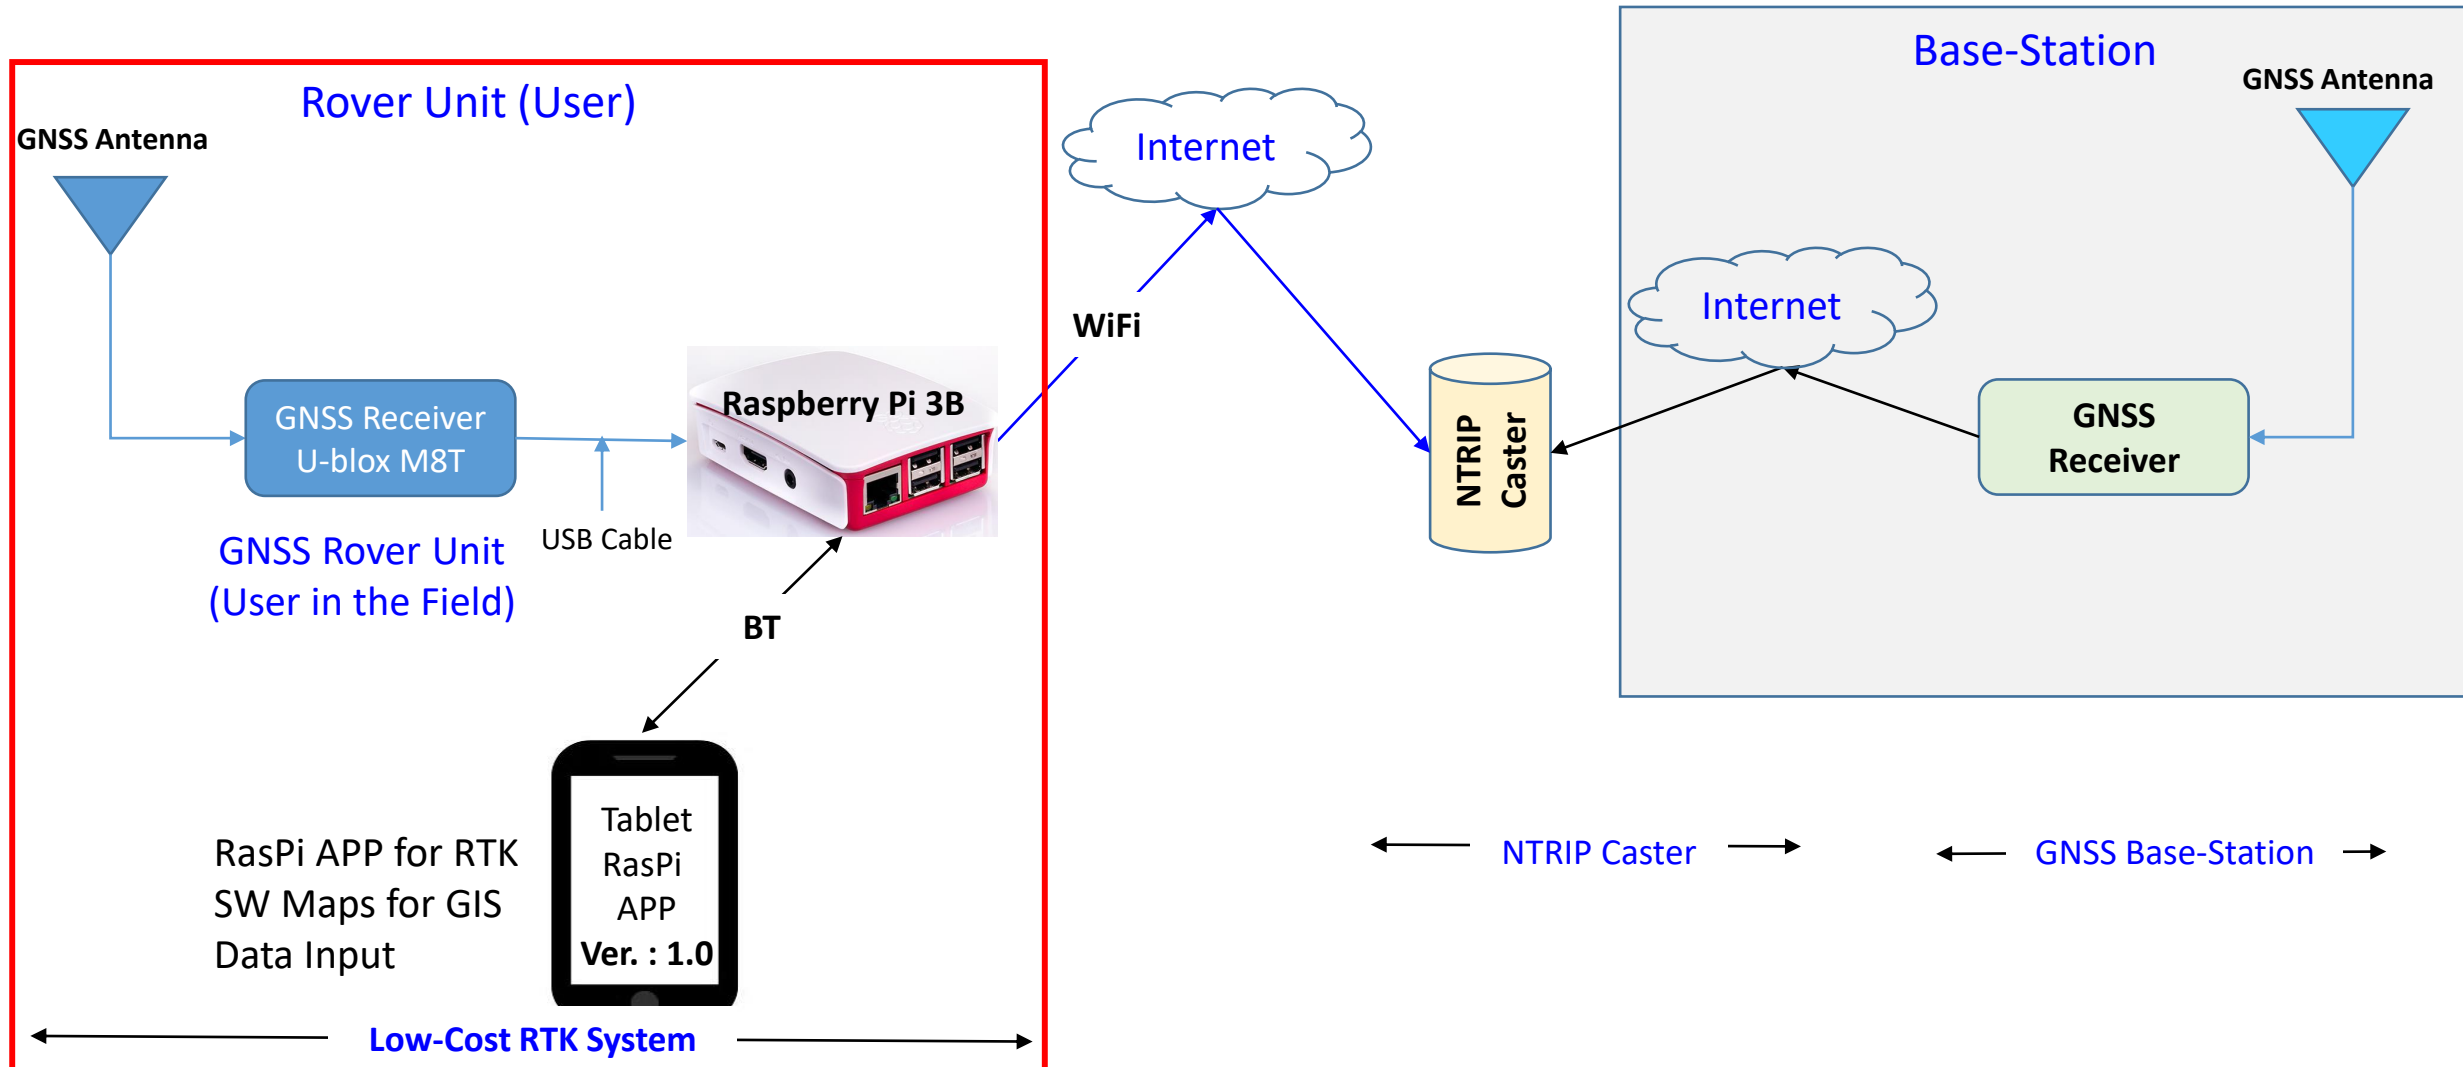 Rover Unit (User)
GNSS Antenna
GNSS Receiver
U-blox M8T
GNSS Rover Unit
(User in the Field)
USB Cable
Raspberry Pi 3B
BT
Tablet
RasPi
APP
Ver. : 1.0
RasPi APP for RTK
SW Maps for GIS
Data Input
Low-Cost RTK System
WiFi
Internet
NTRIP
Caster
Base-Station
GNSS Antenna
Internet
GNSS
Receiver
NTRIP Caster
GNSS Base-Station